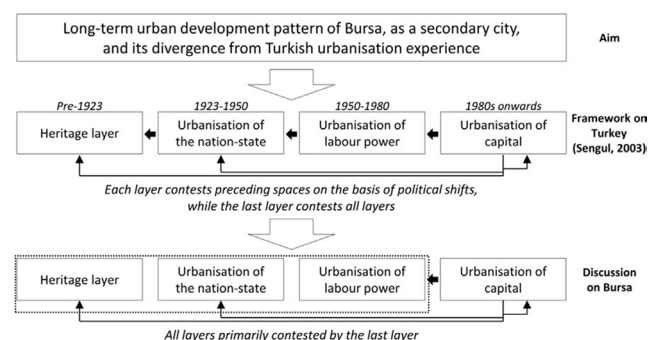 Long-term urban development pattern of Bursa, as a secondary city,
and its divergence from Turkish urbanisation experience
Aim
Pre-1923
1923-1950
1950-1980
1980s onwards
Heritage layer
Urbanisation of
the nation-state
Urbanisation of
labour power
Urbanisation of
capital
Framework on
Turkey
(Sengul, 2003)
Each layer contests preceding spaces on the basis of political shifts,
while the last layer contests all layers
Heritage layer
Urbanisation of
the nation-state
Urbanisation of
labour power
Urbanisation of
capital
Discussion
on Bursa
All layers primarily contested by the last layer